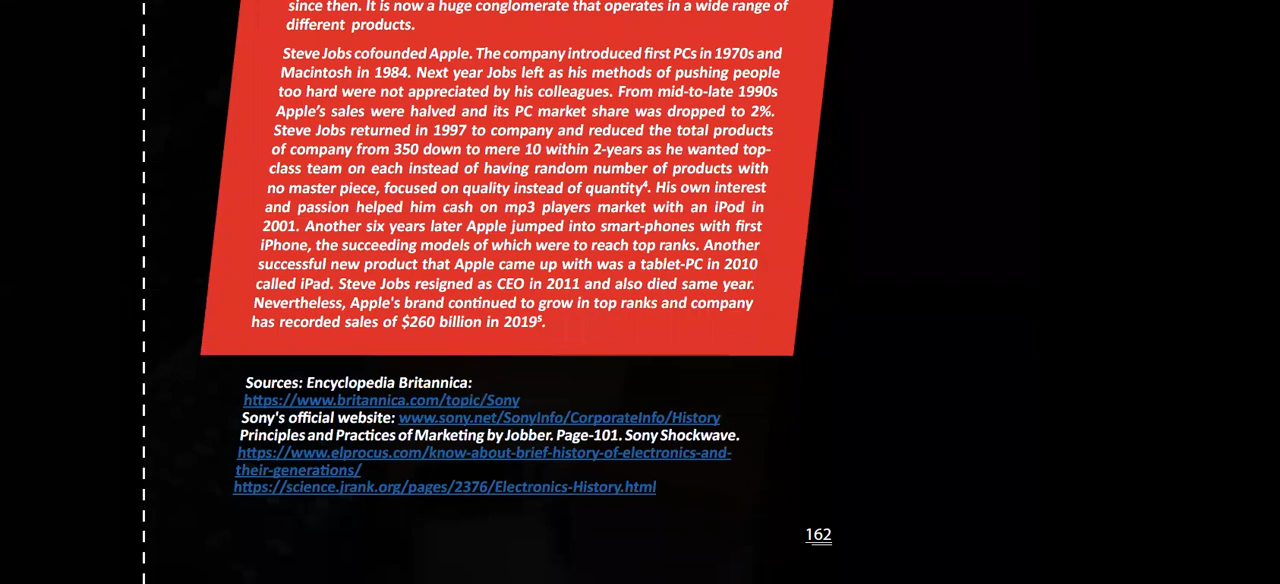 since then. It is now a huge conglomerate that operates in a wide range of
different products.
Steve Jobs cofounded Apple. The company introduced first PCs in 1970s and
Macintosh in 1984. Next year Jobs left as his methods of pushing people
too hard were not appreciated by his colleagues. From mid-to-late 1990s
Apple's sales were halved and its PC market share was dropped to 2%.
Steve Jobs returned in 1997 to company and reduced the total products
of company from 350 down to mere 10 within 2-years as he wanted top-
class team on each instead of having random number of products with
no master piece, focused on quality instead of quantity⁴. His own interest
and passion helped him cash on mp3 players market with an iPod in
2001. Another six years later Apple jumped into smart-phones with first
iPhone, the succeeding models of which were to reach top ranks. Another
successful new product that Apple came up with was a tablet-PC in 2010
called iPad. Steve Jobs resigned as CEO in 2011 and also died same year.
Nevertheless, Apple's brand continued to grow in top ranks and company
has recorded sales of $260 billion in 2019⁵.
Sources: Encyclopedia Britannica:
https://www.britannica.com/topic/Sony
Sony's official website: www.sony.net/SonyInfo/CorporateInfo/History
Principles and Practices of Marketing by Jobber. Page-101. Sony Shockwave.
https://www.elprocus.com/know-about-brief-history-of-electronics-and-
their-generations/
https://science.jrank.org/pages/2376/Electronics-History.html
162